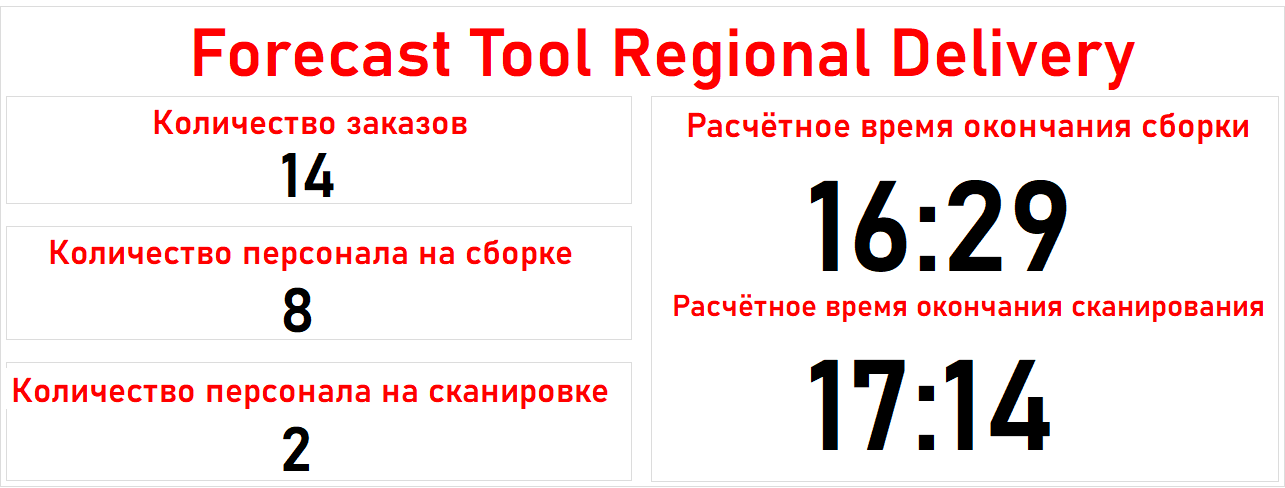 Forecast Tool Regional Delivery
Количество заказов
14
Количество персонала на сборке
8
Количество персонала на сканировке
2
Расчётное время окончания сборки
16:29
Расчётное время окончания сканирования
17:14